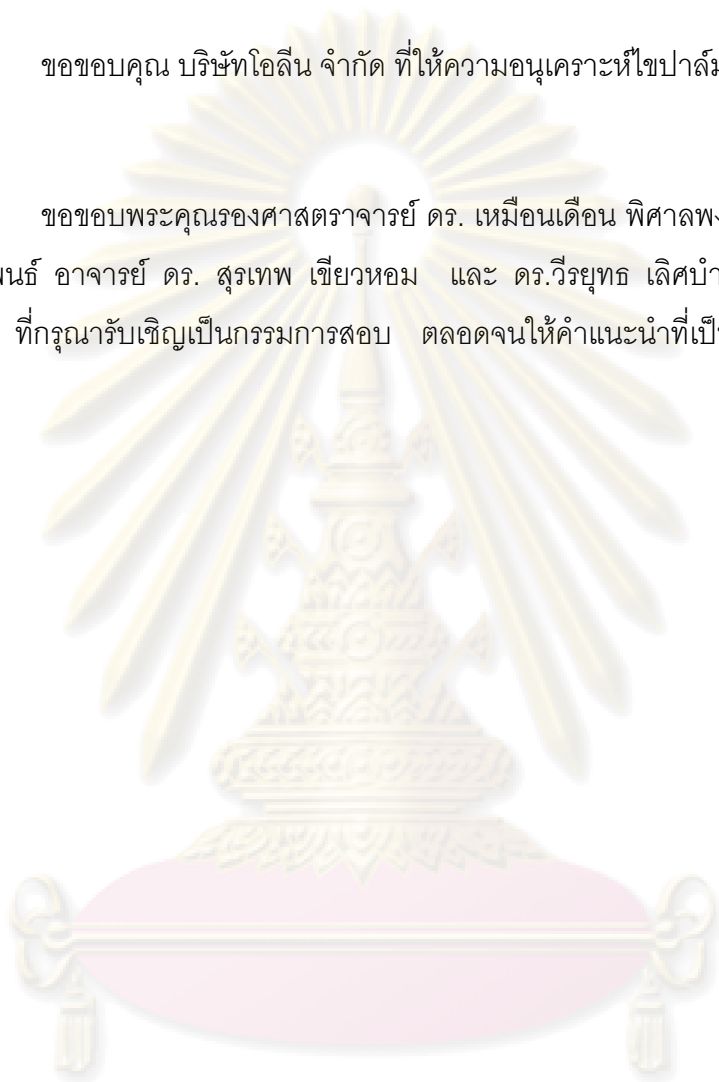 ขอขอบคุณ บริษัทโอลีน จำกัด ที่ให้ความอนุเคราะห์ไขปาล์ม
ขอขอบพระคุณรองศาสตราจารย์ ดร. เหมือนเดือน พิศาลพง
พนธ์ อาจารย์ ดร. สุรเทพ เขียวหอม และ ดร.วีรยุทธ เลิศบำ
ที่กรุณารับเชิญเป็นกรรมการสอบ ตลอดจนให้คำแนะนำที่เป็